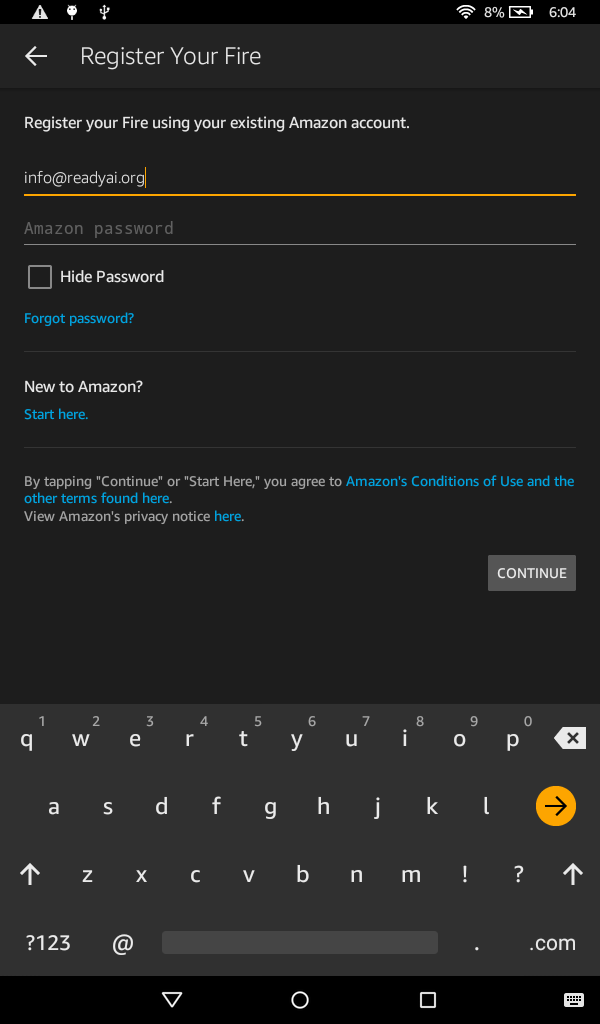 8% 6:04
Register Your Fire
Register your Fire using your existing Amazon account.
info@readyai.org
Amazon password
Hide Password
Forgot password?
New to Amazon?
Start here.
By tapping "Continue" or "Start Here," you agree to Amazon's Conditions of Use and the
other terms found here.
View Amazon's privacy notice here.
CONTINUE
1 2 3 4 5 6 7 8 9 0
q w e r t y u i o p
a s d f g h j k l
z x c v b n m ! ?
?123 @ . .com